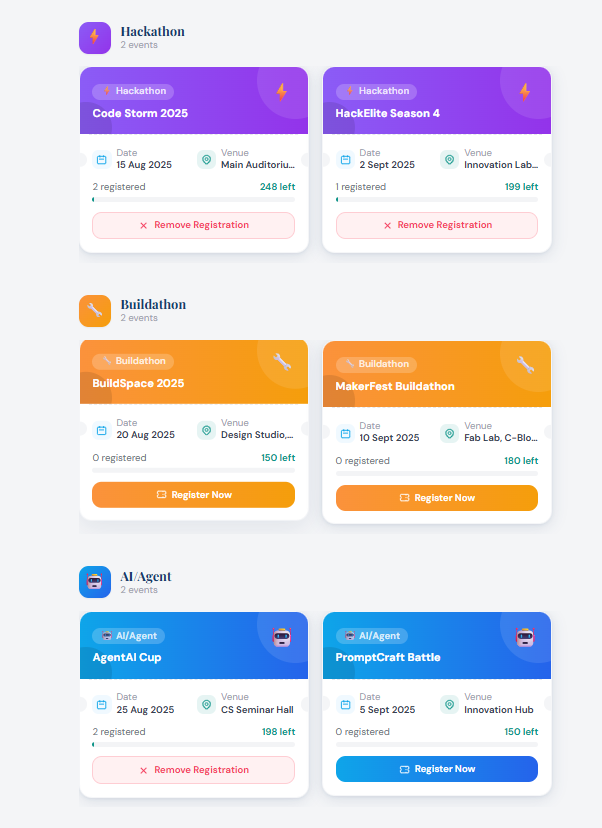 Hackathon
2 events
Hackathon
Code Storm 2025
Date
15 Aug 2025
Venue
Main Auditoriu...
2 registered
248 left
Remove Registration
Hackathon
HackElite Season 4
Date
2 Sept 2025
Venue
Innovation Lab...
1 registered
199 left
Remove Registration
Buildathon
2 events
Buildathon
BuildSpace 2025
Date
20 Aug 2025
Venue
Design Studio,...
0 registered
150 left
Register Now
Buildathon
MakerFest Buildathon
Date
10 Sept 2025
Venue
Fab Lab, C-Blo...
0 registered
180 left
Register Now
AI/Agent
2 events
AI/Agent
AgentAI Cup
Date
25 Aug 2025
Venue
CS Seminar Hall
2 registered
198 left
Remove Registration
AI/Agent
PromptCraft Battle
Date
5 Sept 2025
Venue
Innovation Hub
0 registered
150 left
Register Now